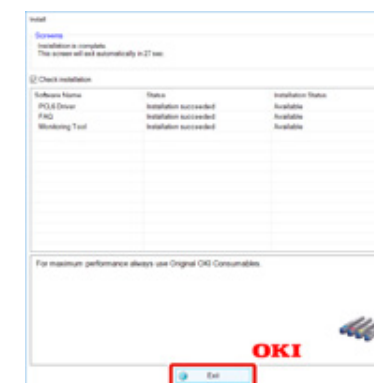 Install
Screens
Installation is complete.
This screen will exit automatically in 27 sec.
Check installation
Software Name Status Installation Status
PCL6 Driver Installation succeeded Available
FAQ Installation succeeded Available
Monitoring Tool Installation succeeded Available
For maximum performance always use Original OKI Consumables.
OKI
Exit